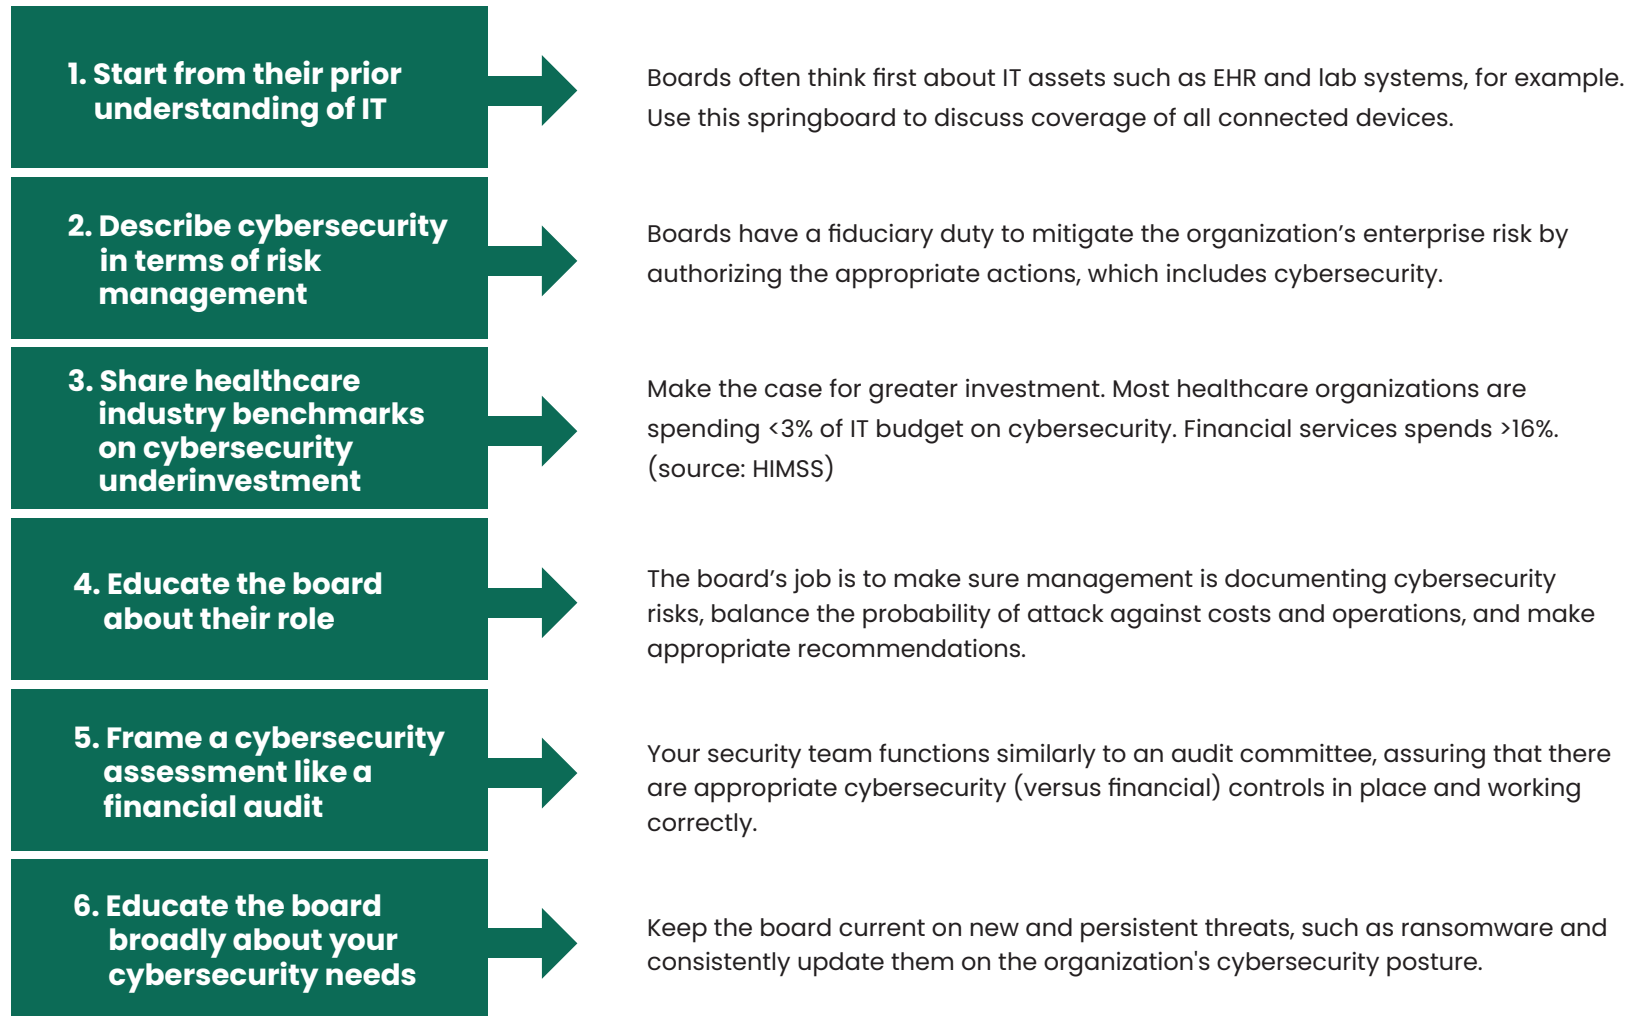 1. Start from their prior
understanding of IT
Boards often think first about IT assets such as EHR and lab systems, for example.
Use this springboard to discuss coverage of all connected devices.
2. Describe cybersecurity
in terms of risk
management
Boards have a fiduciary duty to mitigate the organization’s enterprise risk by
authorizing the appropriate actions, which includes cybersecurity.
3. Share healthcare
industry benchmarks
on cybersecurity
underinvestment
Make the case for greater investment. Most healthcare organizations are
spending <3% of IT budget on cybersecurity. Financial services spends >16%.
(source: HIMSS)
4. Educate the board
about their role
The board’s job is to make sure management is documenting cybersecurity
risks, balance the probability of attack against costs and operations, and make
appropriate recommendations.
5. Frame a cybersecurity
assessment like a
financial audit
Your security team functions similarly to an audit committee, assuring that there
are appropriate cybersecurity (versus financial) controls in place and working
correctly.
6. Educate the board
broadly about your
cybersecurity needs
Keep the board current on new and persistent threats, such as ransomware and
consistently update them on the organization's cybersecurity posture.